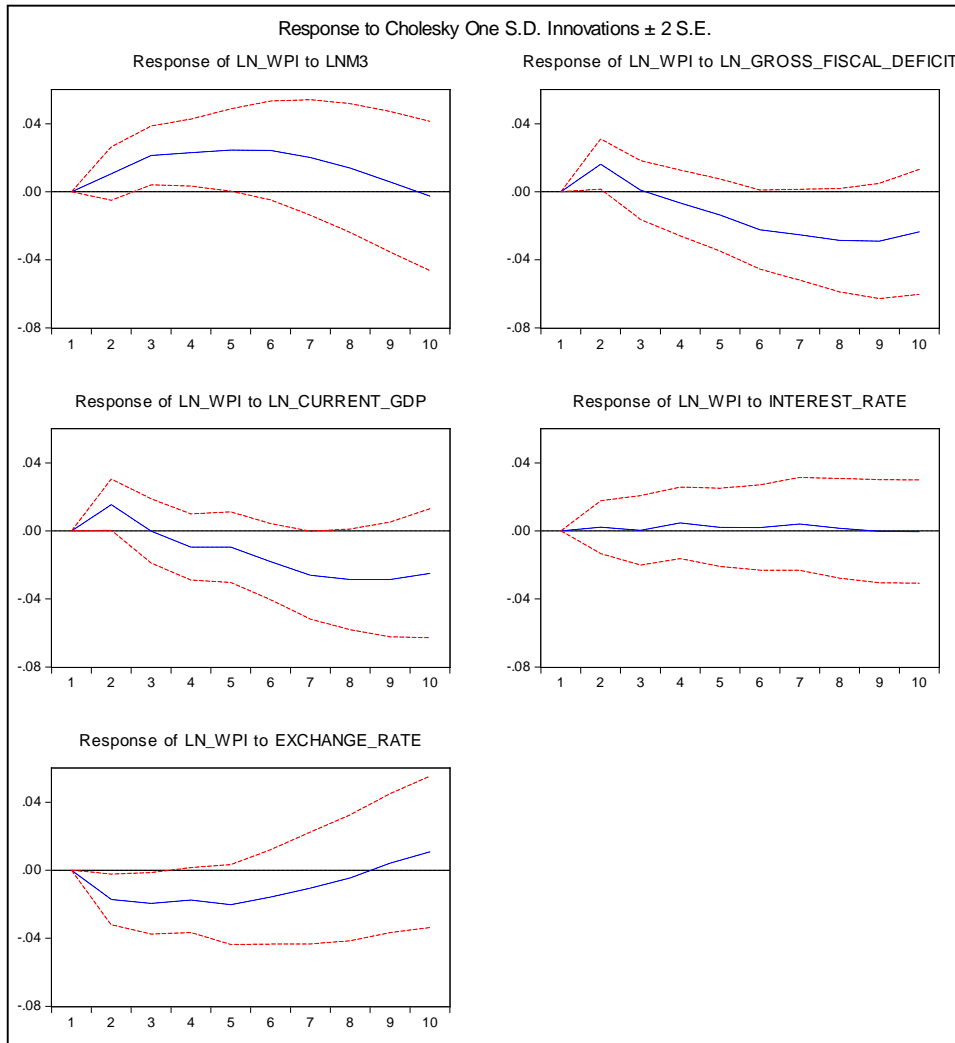 Response to Cholesky One S.D. Innovations ± 2 S.E.
Response of LN_WPI to LNM3
.04
.00
-.04
-.08
1 2 3 4 5 6 7 8 9 10
Response of LN_WPI to LN_GROSS_FISCAL_DEFICIT
.04
.00
-.04
-.08
1 2 3 4 5 6 7 8 9 10
Response of LN_WPI to LN_CURRENT_GDP
.04
.00
-.04
-.08
1 2 3 4 5 6 7 8 9 10
Response of LN_WPI to INTEREST_RATE
.04
.00
-.04
-.08
1 2 3 4 5 6 7 8 9 10
Response of LN_WPI to EXCHANGE_RATE
.04
.00
-.04
-.08
1 2 3 4 5 6 7 8 9 10